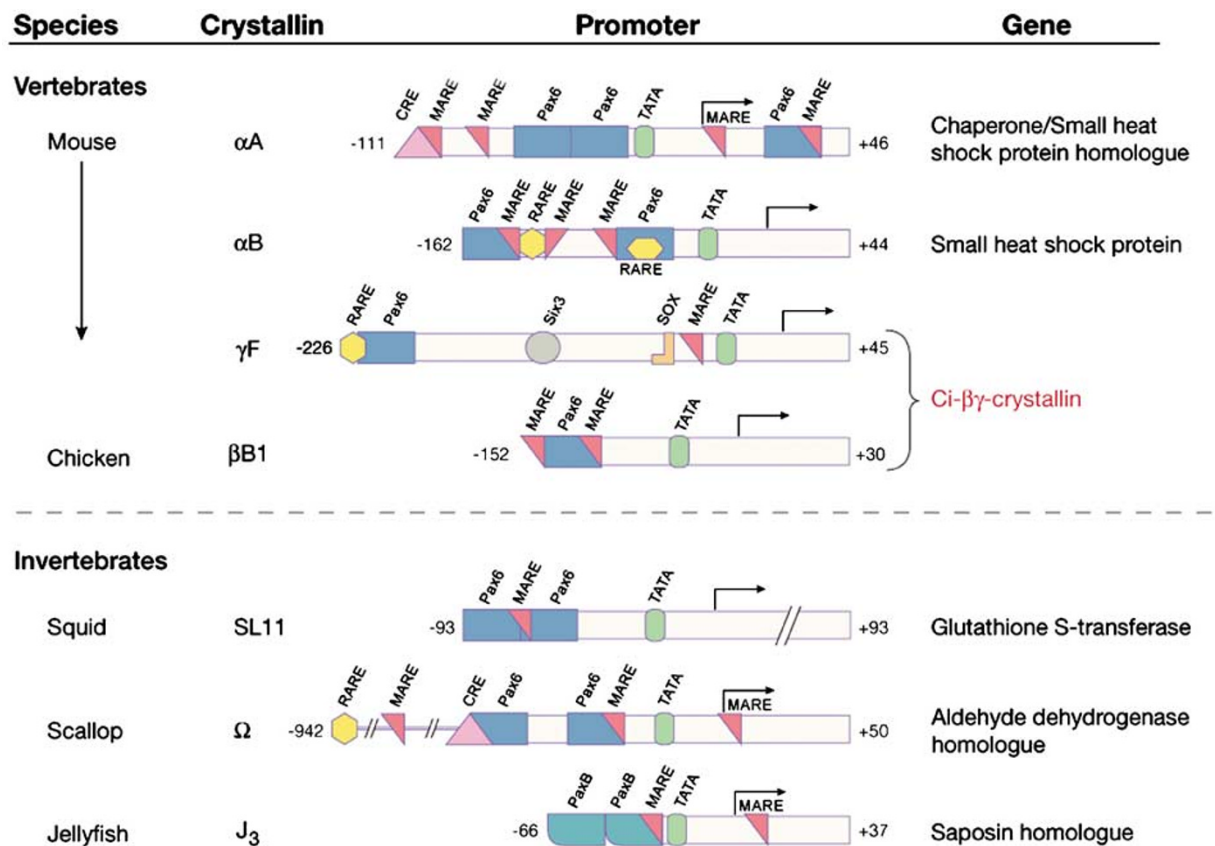 Species Crystallin Promoter Gene
Vertebrates
CRE MARE MARE Pax6 Pax6 TATA MARE Pax6 MARE
Mouse αA -111 +46 Chaperone/Small heat
shock protein homologue
Pax6 MARE RARE MARE MARE Pax6 TATA
αB -162 +44 Small heat shock protein
RARE
RARE Pax6 Six3 SOX MARE TATA
γF -226 +45
Ci-βγ-crystallin
MARE Pax6 MARE TATA
Chicken βB1 -152 +30
Invertebrates
Pax6 MARE Pax6 TATA
Squid SL11 -93 +93 Glutathione S-transferase
RARE MARE CRE Pax6 Pax6 MARE TATA MARE
Scallop Ω -942 +50 Aldehyde dehydrogenase
homologue
PaxB PaxB MARE TATA MARE
Jellyfish J3 -66 +37 Saposin homologue